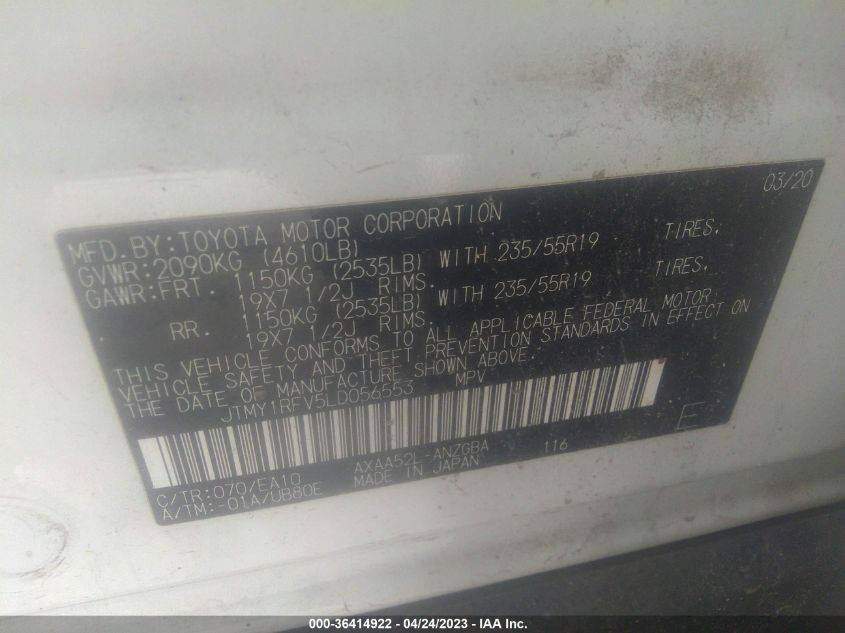 03/20
MFD.BY:TOYOTA MOTOR CORPORATION
GVWR:2090KG (4610LB)
GAWR:FRT. 1150KG (2535LB) WITH 235/55R19 TIRES,
19X7 1/2J RIMS.
RR. 1150KG (2535LB) WITH 235/55R19 TIRES,
19X7 1/2J RIMS.
THIS VEHICLE CONFORMS TO ALL APPLICABLE FEDERAL MOTOR
VEHICLE SAFETY AND THEFT PREVENTION STANDARDS IN EFFECT ON
THE DATE OF MANUFACTURE SHOWN ABOVE.
JTMY1RFV5LD056553 MPV
C/TR:070/EA10 AXAA52L-ANZGBA 116 E
A/TM:-01A/UB80E MADE IN JAPAN
000-36414922 - 04/24/2023 - IAA Inc.